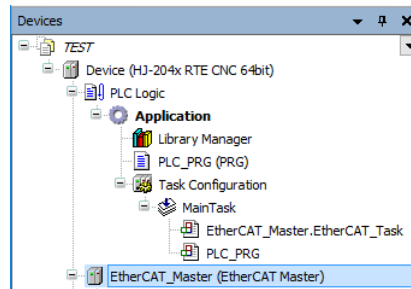 Devices
TEST
Device (HJ-204x RTE CNC 64bit)
PLC Logic
Application
Library Manager
PLC_PRG (PRG)
Task Configuration
MainTask
EtherCAT_Master.EtherCAT_Task
PLC_PRG
EtherCAT_Master (EtherCAT Master)